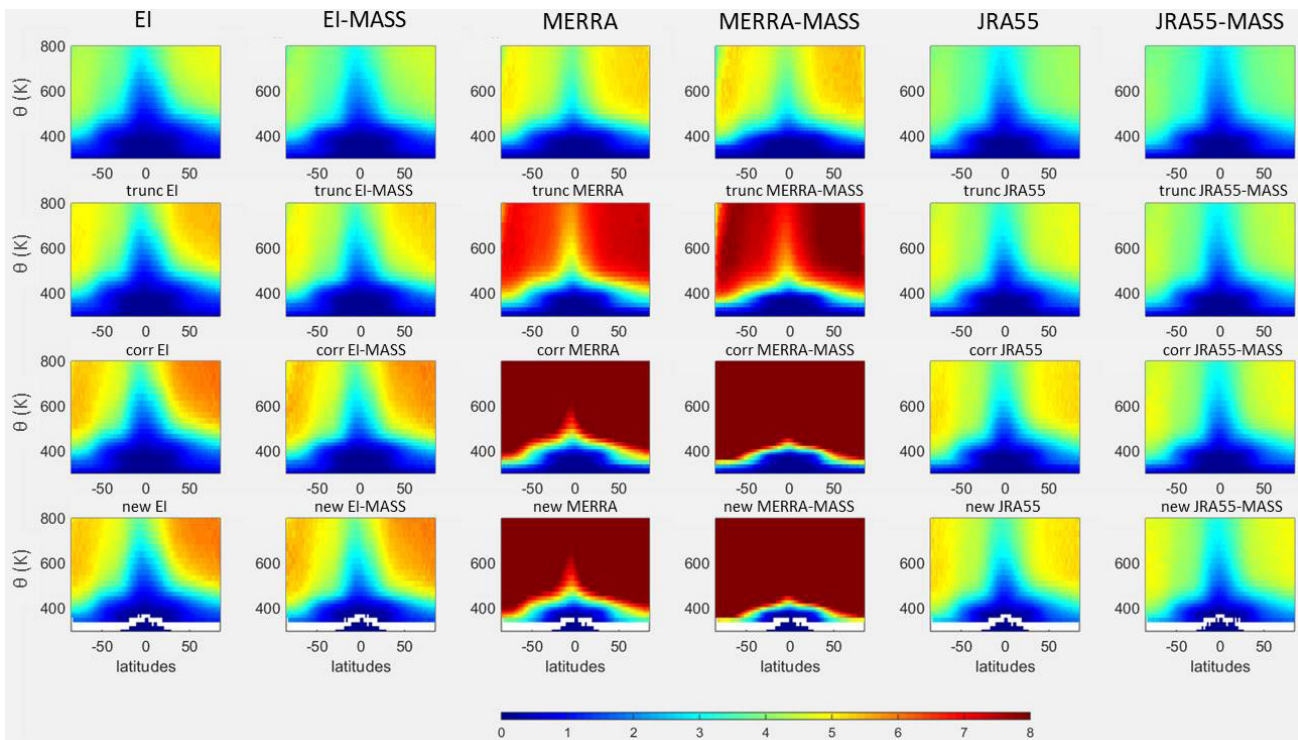 EI EI-MASS MERRA MERRA-MASS JRA55 JRA55-MASS
800 600 400 θ (K)
600 400
600 400
600 400
600 400
600 400
-50 0 50 -50 0 50 -50 0 50 -50 0 50 -50 0 50 -50 0 50
trunc EI trunc EI-MASS trunc MERRA trunc MERRA-MASS trunc JRA55 trunc JRA55-MASS
800 600 400 θ (K)
600 400
600 400
600 400
600 400
600 400
-50 0 50 -50 0 50 -50 0 50 -50 0 50 -50 0 50 -50 0 50
corr EI corr EI-MASS corr MERRA corr MERRA-MASS corr JRA55 corr JRA55-MASS
800 600 400 θ (K)
600 400
600 400
600 400
600 400
600 400
-50 0 50 -50 0 50 -50 0 50 -50 0 50 -50 0 50 -50 0 50
new EI new EI-MASS new MERRA new MERRA-MASS new JRA55 new JRA55-MASS
800 600 400 θ (K)
600 400
600 400
600 400
600 400
600 400
-50 0 50 -50 0 50 -50 0 50 -50 0 50 -50 0 50 -50 0 50
latitudes latitudes latitudes latitudes latitudes latitudes
0 1 2 3 4 5 6 7 8